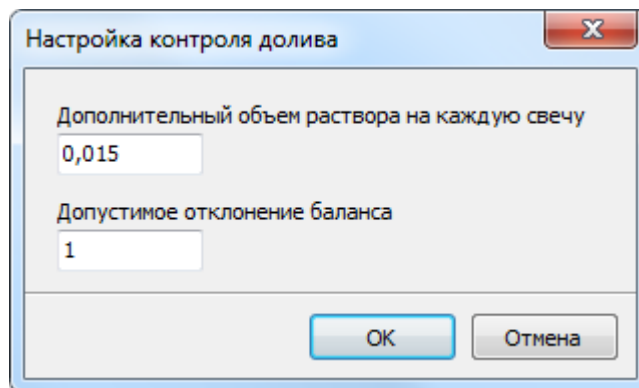 Настройка контроля долива
Дополнительный объем раствора на каждую свечу
0,015
Допустимое отклонение баланса
1
OK
Отмена